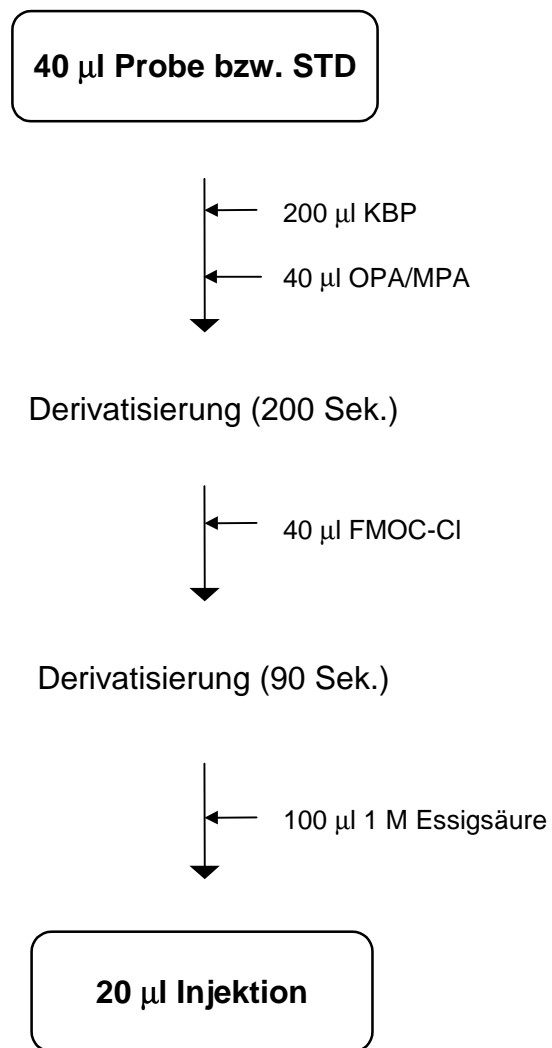 40 µl Probe bzw. STD
200 µl KBP
40 µl OPA/MPA
Derivatisierung (200 Sek.)
40 µl FMOC-Cl
Derivatisierung (90 Sek.)
100 µl 1 M Essigsäure
20 µl Injektion